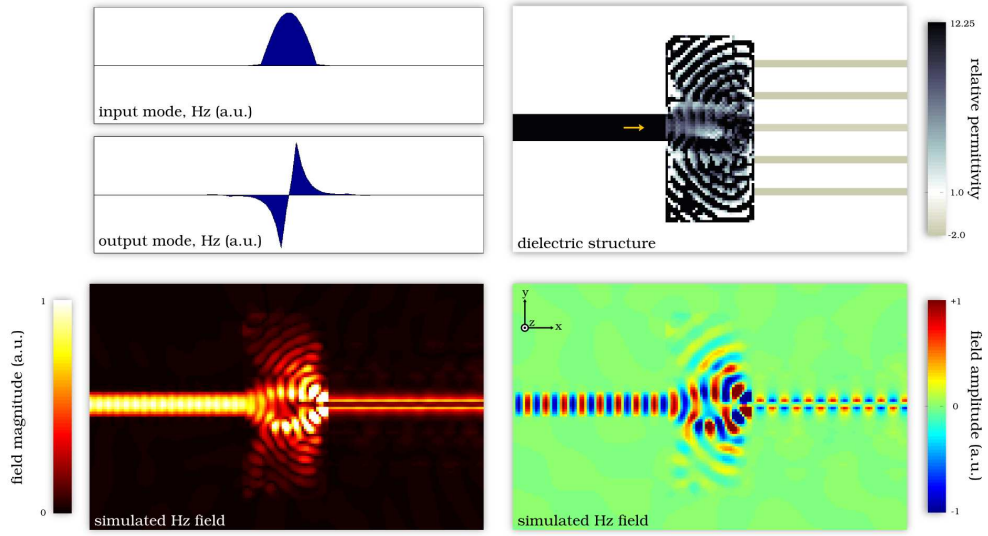 input mode, Hz (a.u.)
output mode, Hz (a.u.)
dielectric structure
12.25
1.0
-2.0
relative permittivity
1
0
field magnitude (a.u.)
simulated Hz field
y
z
x
simulated Hz field
+1
0
-1
field amplitude (a.u.)